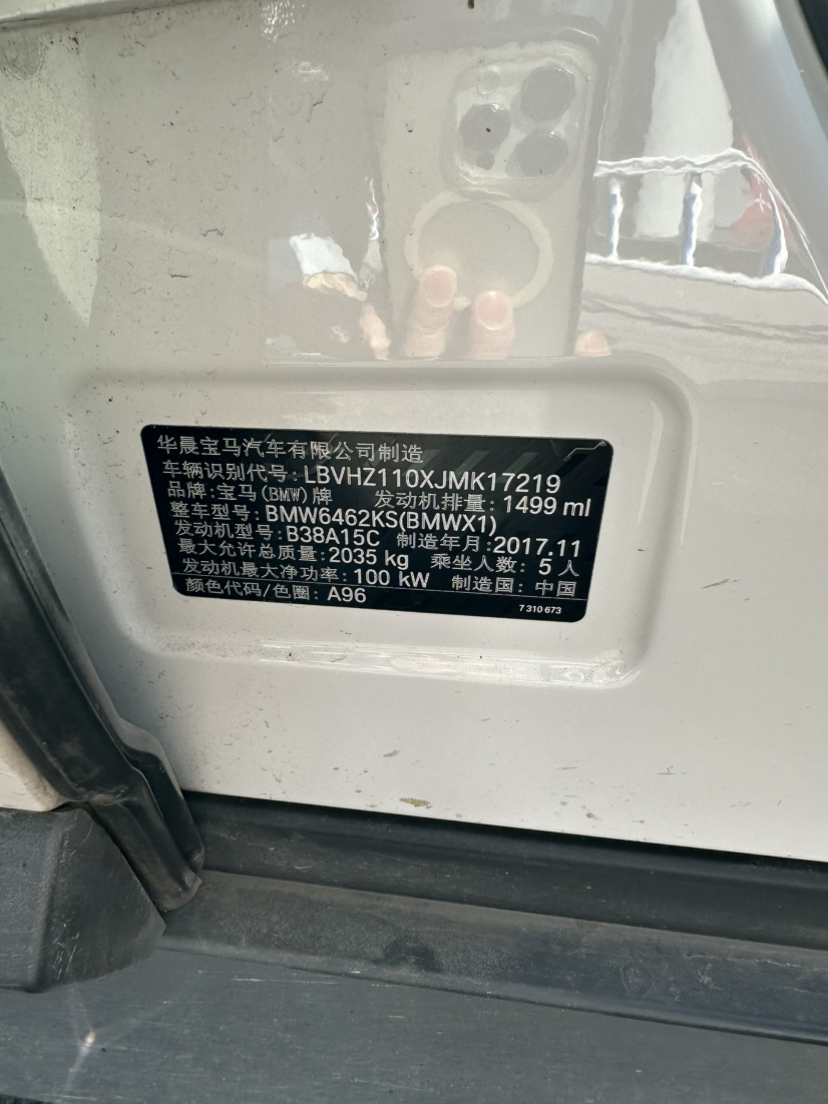 华晨宝马汽车有限公司制造
车辆识别代号: LBVHZ110XJMK17219
品牌: 宝马(BMW)牌 发动机排量: 1499 ml
整车型号: BMW6462KS(BMWX1)
发动机型号: B38A15C 制造年月: 2017.11
最大允许总质量: 2035 kg 乘坐人数: 5 人
发动机最大净功率: 100 kW 制造国: 中国
颜色代码/色圈: A96
7 310 673